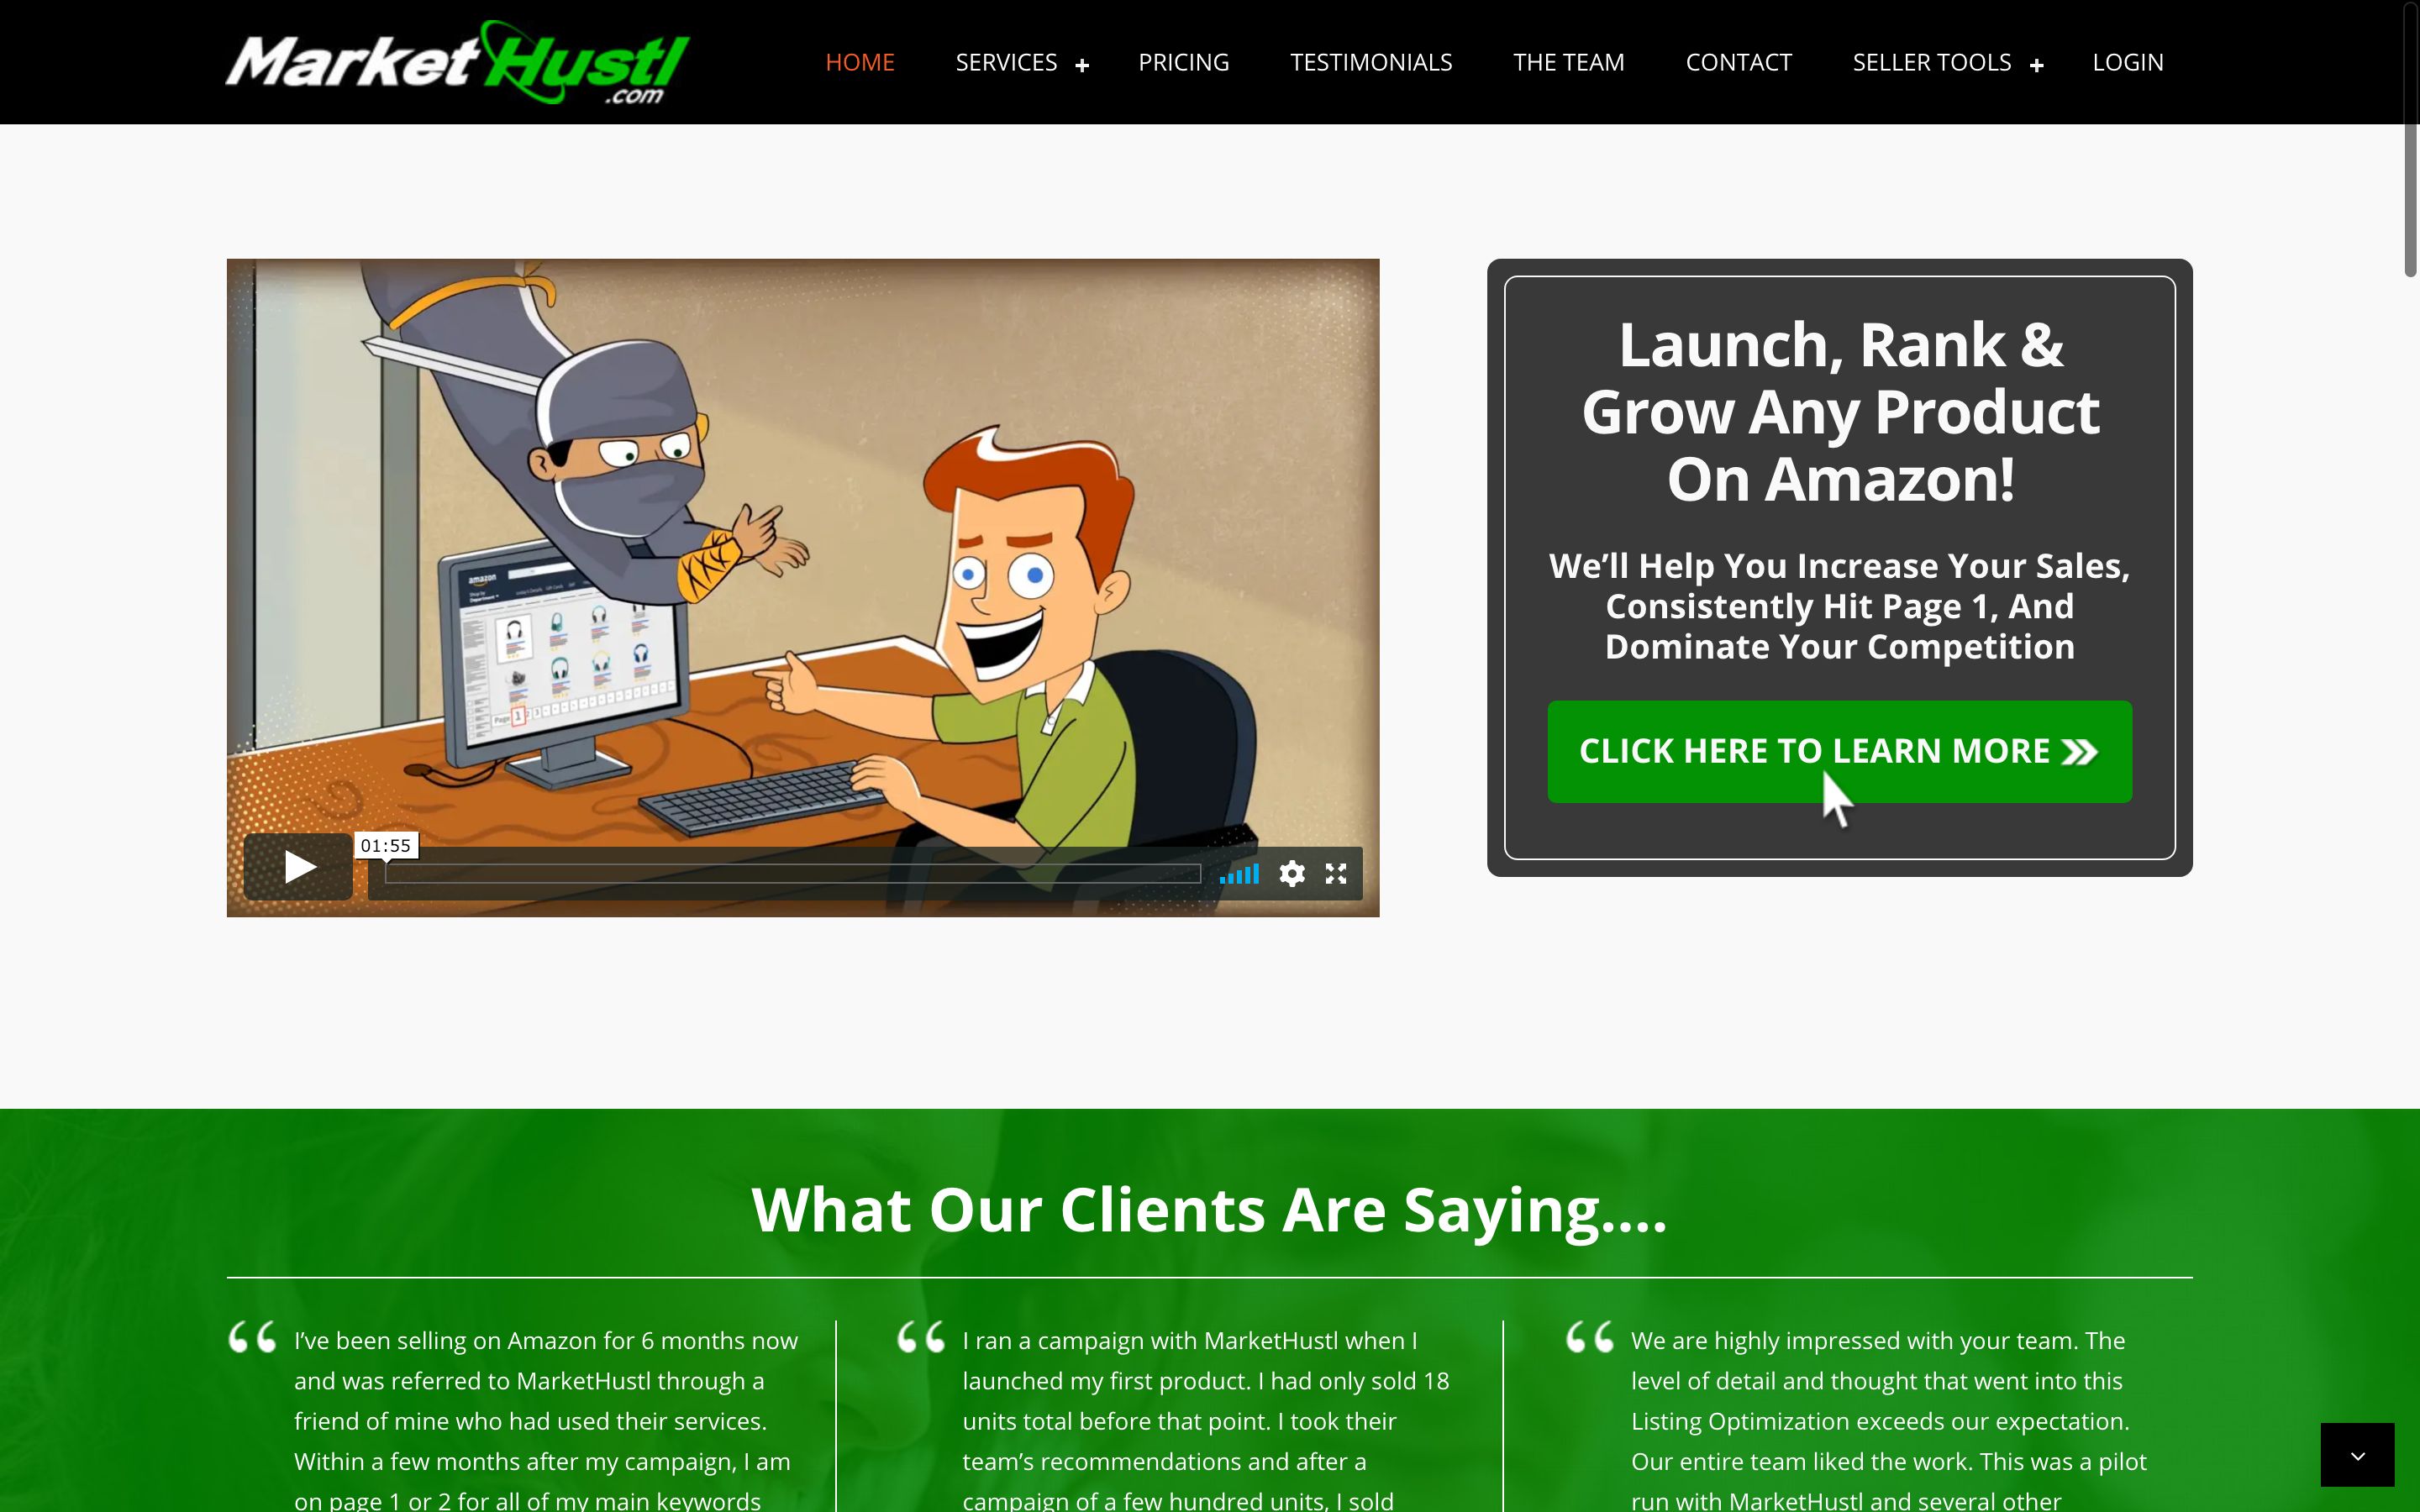 MarketHustl
.com
HOME
SERVICES +
PRICING
TESTIMONIALS
THE TEAM
CONTACT
SELLER TOOLS +
LOGIN
amazon
Shop by
Department
Page 1 2 3
01:55
Launch, Rank &
Grow Any Product
On Amazon!
We’ll Help You Increase Your Sales,
Consistently Hit Page 1, And
Dominate Your Competition
CLICK HERE TO LEARN MORE
What Our Clients Are Saying....
“ I’ve been selling on Amazon for 6 months now
and was referred to MarketHustl through a
friend of mine who had used their services.
Within a few months after my campaign, I am
on page 1 or 2 for all of my main keywords
“ I ran a campaign with MarketHustl when I
launched my first product. I had only sold 18
units total before that point. I took their
team’s recommendations and after a
campaign of a few hundred units, I sold
“ We are highly impressed with your team. The
level of detail and thought that went into this
Listing Optimization exceeds our expectation.
Our entire team liked the work. This was a pilot
run with MarketHustl and several other